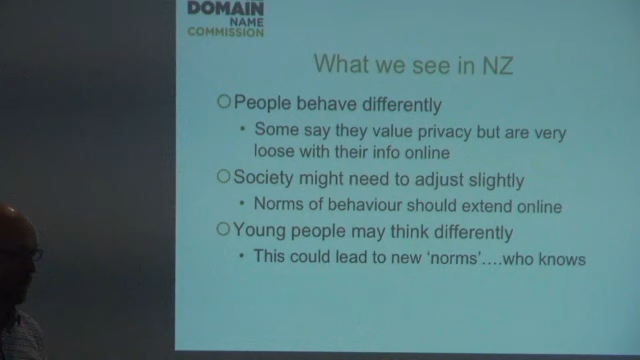 DOMAIN
NAME
COMMISSION
What we see in NZ
People behave differently
• Some say they value privacy but are very
loose with their info online
Society might need to adjust slightly
• Norms of behaviour should extend online
Young people may think differently
• This could lead to new ‘norms’….who knows